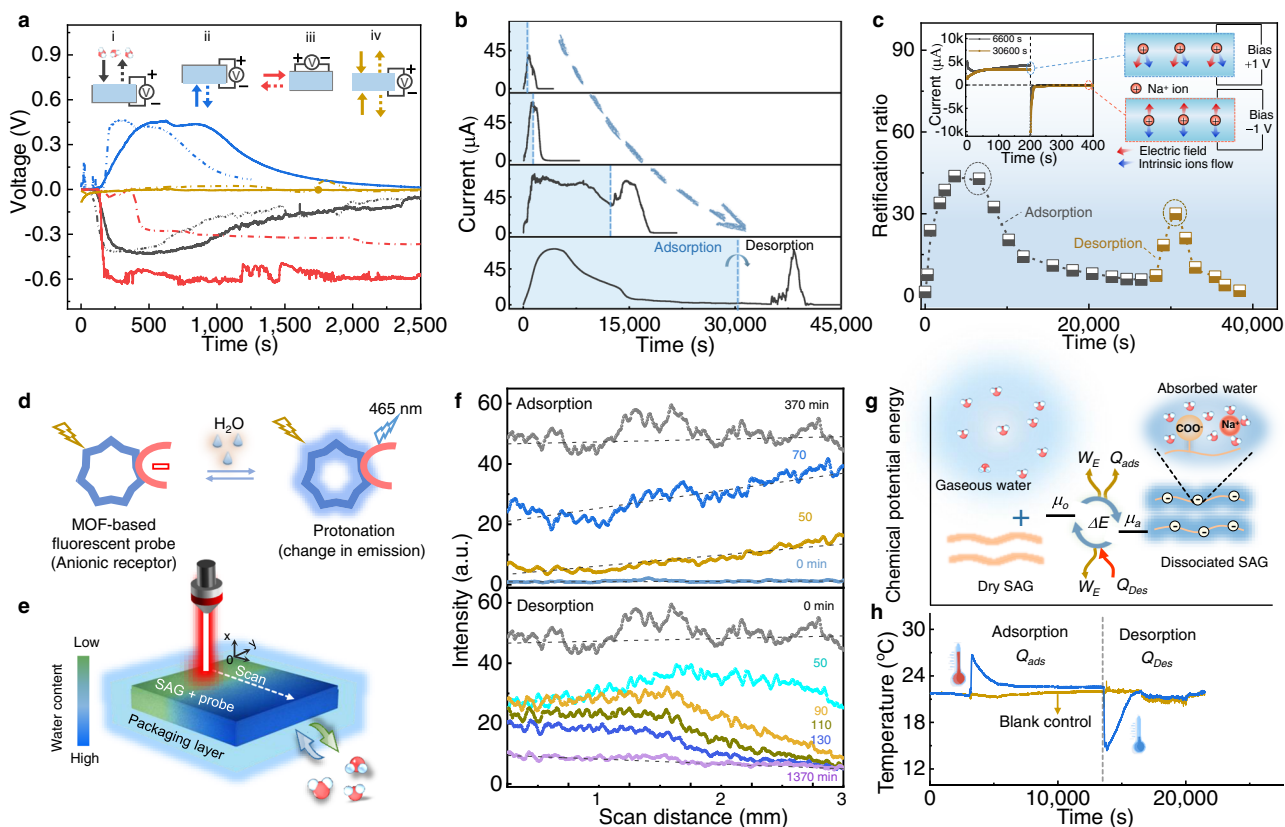 a
i
ii
iii
iv
+
V
−
V
+
−
+
V
−
V
+
−
Voltage (V)
0.9
0.6
0.3
0.0
-0.3
-0.6
0
500
1,000
1,500
2,000
2,500
Time (s)
b
Current (μA)
45
0
45
0
45
0
45
0
Adsorption
Desorption
0
15,000
30,000
45,000
Time (s)
c
Retification ratio
90
60
30
0
6600 s
30600 s
Current (μA)
10k
5k
0
-5k
10k
0
100
200
300
400
Time (s)
Bias
+1 V
Na⁺ ion
Bias
−1 V
Electric field
Intrinsic ions flow
Adsorption
Desorption
0
20,000
40,000
Time (s)
d
H₂O
465 nm
MOF-based
fluorescent probe
(Anionic receptor)
Protonation
(change in emission)
e
Low
Water content
High
x
y
0
Scan
SAG + probe
Packaging layer
f
Intensity (a.u.)
60
40
20
0
Adsorption
370 min
70
50
0 min
60
40
20
0
Desorption
0 min
50
90
110
130
1370 min
1
2
3
Scan distance (mm)
g
Chemical potential energy
Gaseous water
+
Dry SAG
W_E
Q_ads
μ_o
ΔE
μ_a
W_E
Q_Des
Absorbed water
COO⁻
Na⁺
Dissociated SAG
h
Temperature (°C)
30
24
18
12
Adsorption
Q_ads
Desorption
Q_Des
Blank control
0
10,000
20,000
Time (s)